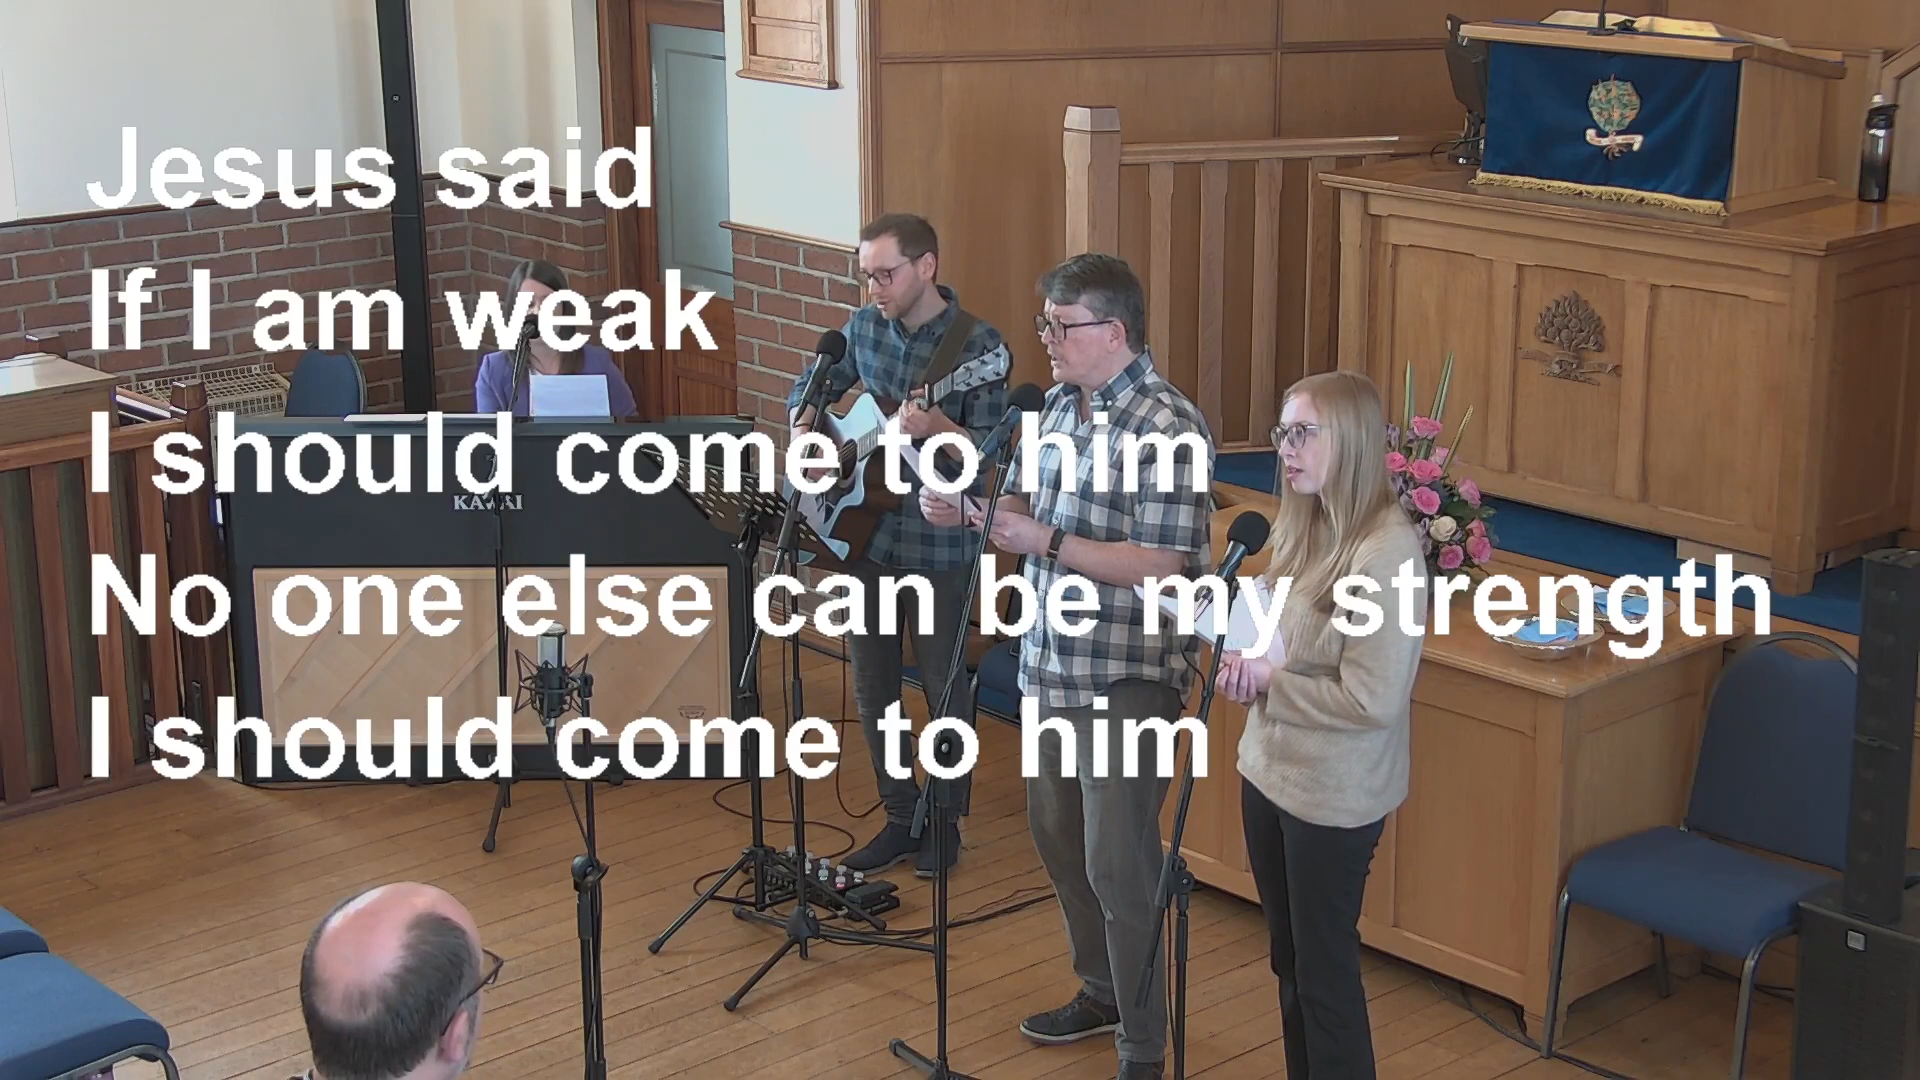 Jesus said
If I am weak
I should come to him
No one else can be my strength
I should come to him
KAWAI